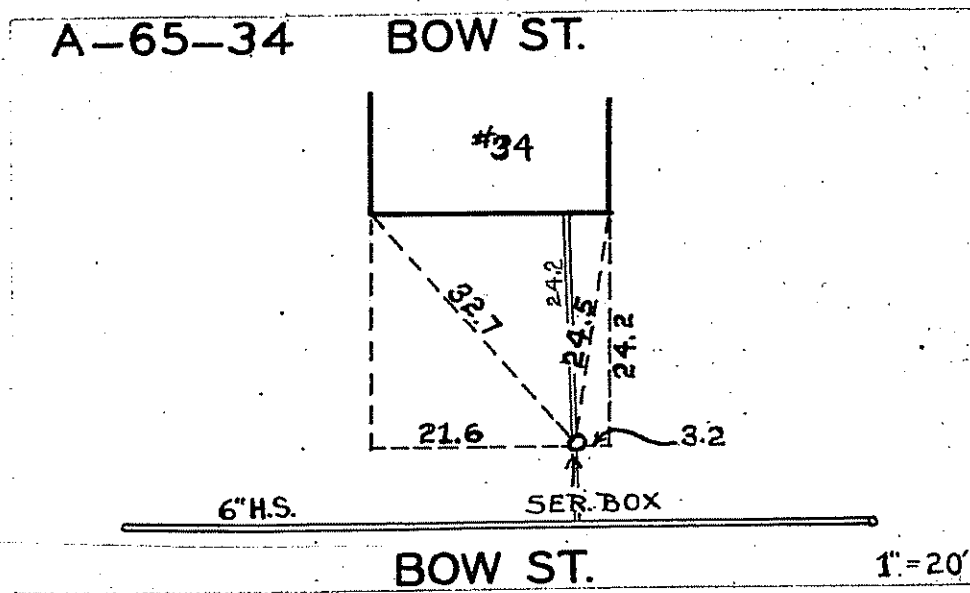 A-65-34 BOW ST.
#34
24.2
32.7
24.5
24.2
21.6
3.2
6" H.S.
SER. BOX
BOW ST.
1" = 20'